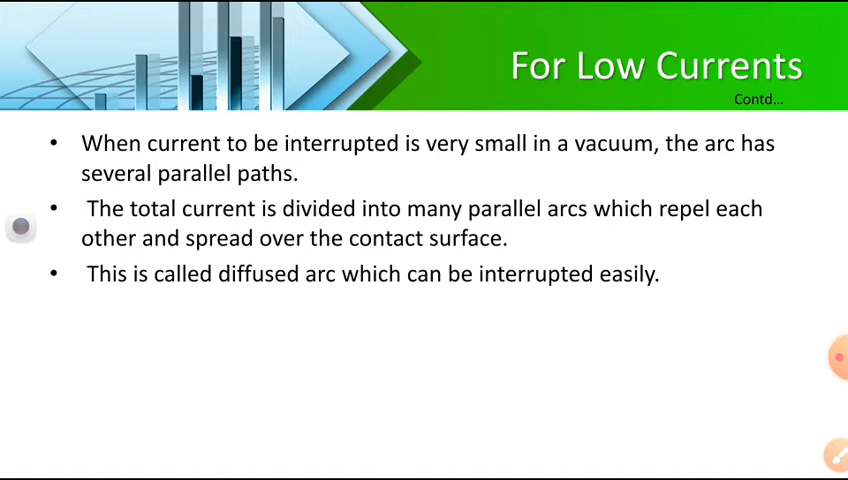 For Low Currents
Contd...
• When current to be interrupted is very small in a vacuum, the arc has
several parallel paths.
• The total current is divided into many parallel arcs which repel each
other and spread over the contact surface.
• This is called diffused arc which can be interrupted easily.